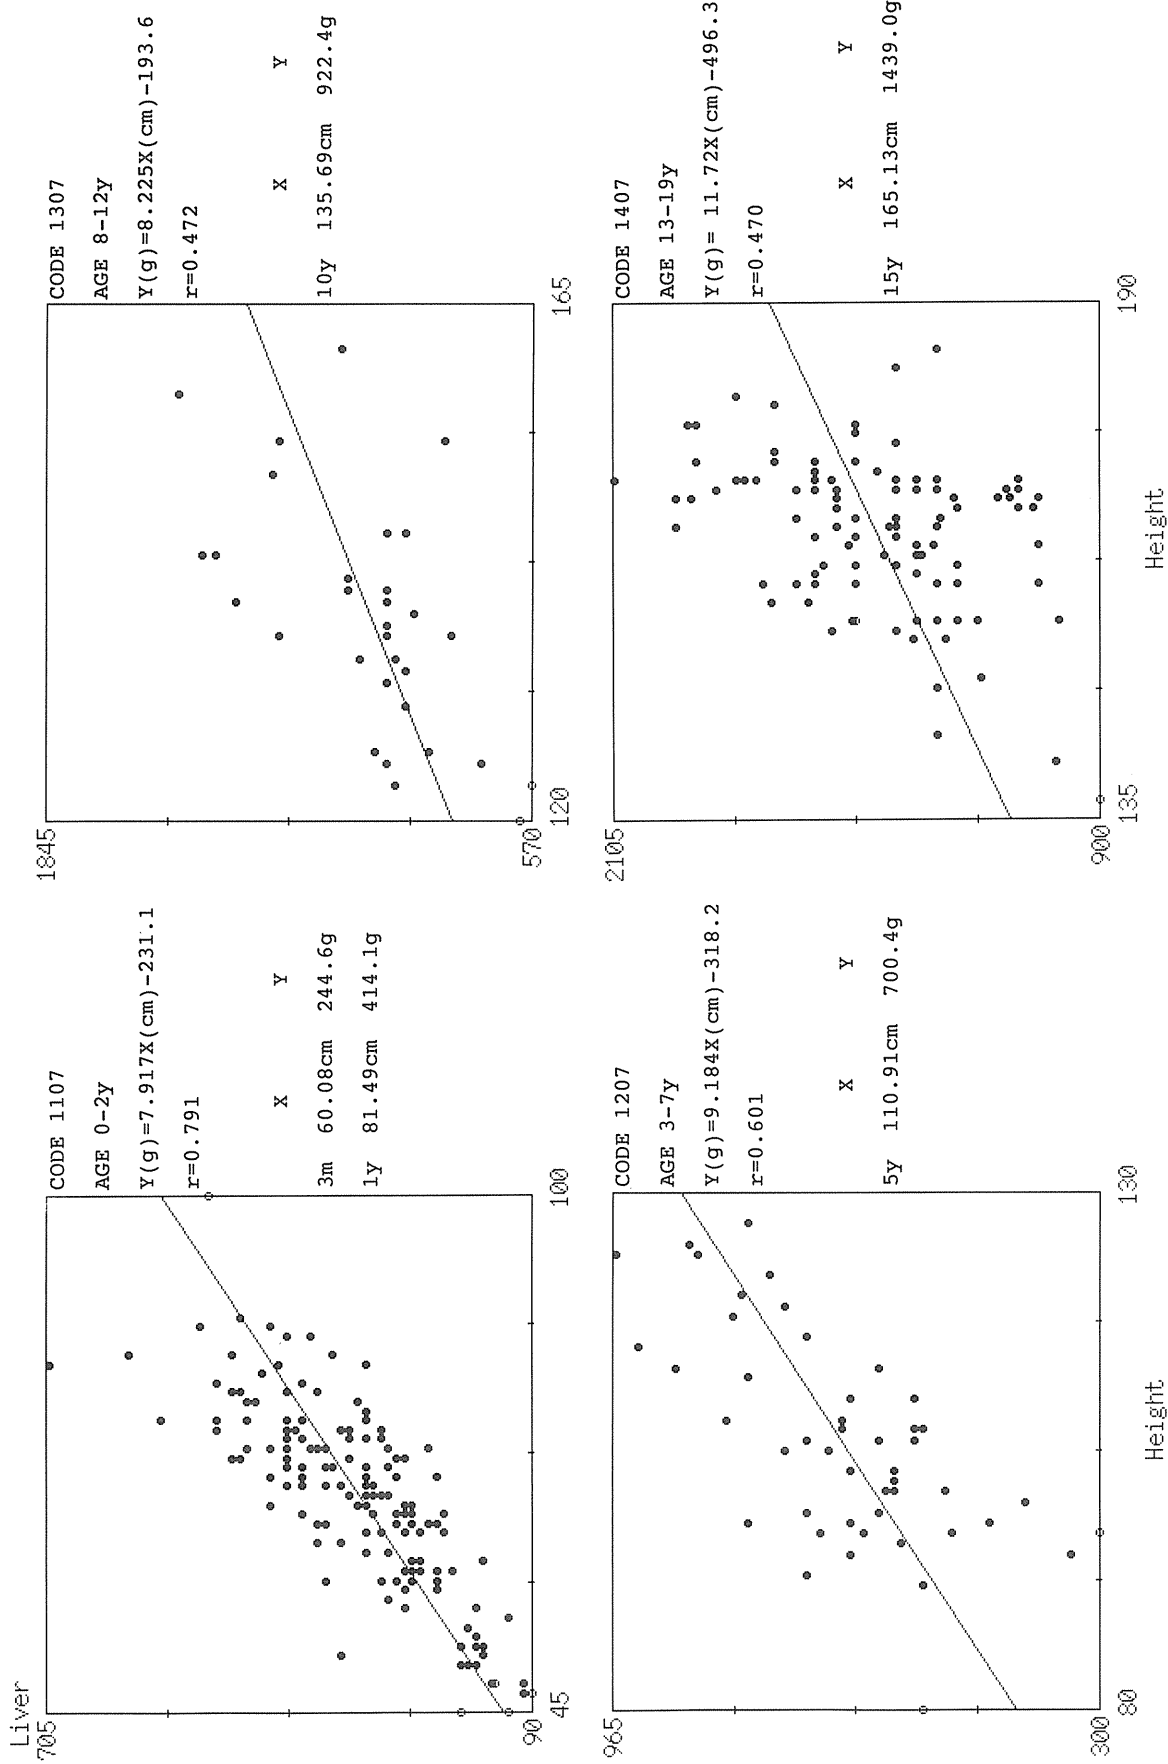 Liver
705
90
45
100
CODE 1107
AGE 0-2y
Y(g)=7.917X(cm)-231.1
r=0.791
X Y
3m 60.08cm 244.6g
1y 81.49cm 414.1g
1845
570
120
165
CODE 1307
AGE 8-12y
Y(g)=8.225X(cm)-193.6
r=0.472
X Y
10y 135.69cm 922.4g
965
300
80
130
Height
CODE 1207
AGE 3-7y
Y(g)=9.184X(cm)-318.2
r=0.601
X Y
5y 110.91cm 700.4g
2105
900
135
190
Height
CODE 1407
AGE 13-19y
Y(g)= 11.72X(cm)-496.3
r=0.470
X Y
15y 165.13cm 1439.0g